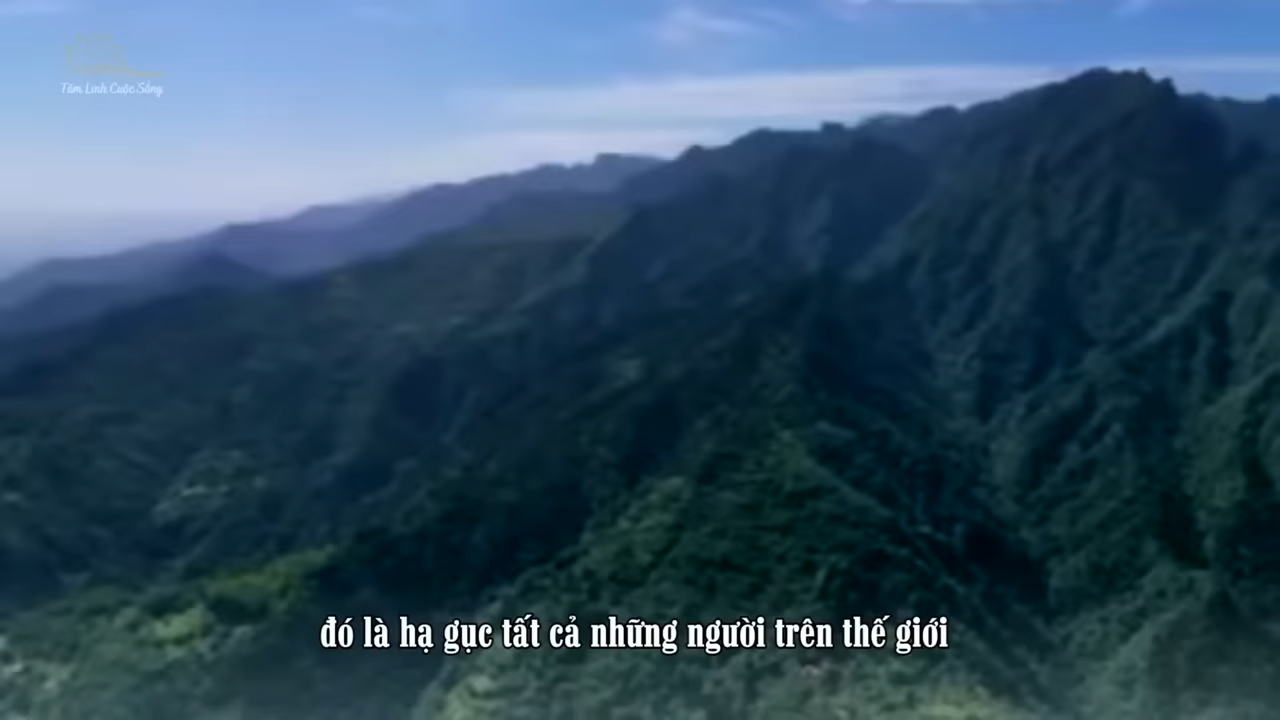 Tâm Linh Cuộc Sống
đó là hạ gục tất cả những người trên thế giới